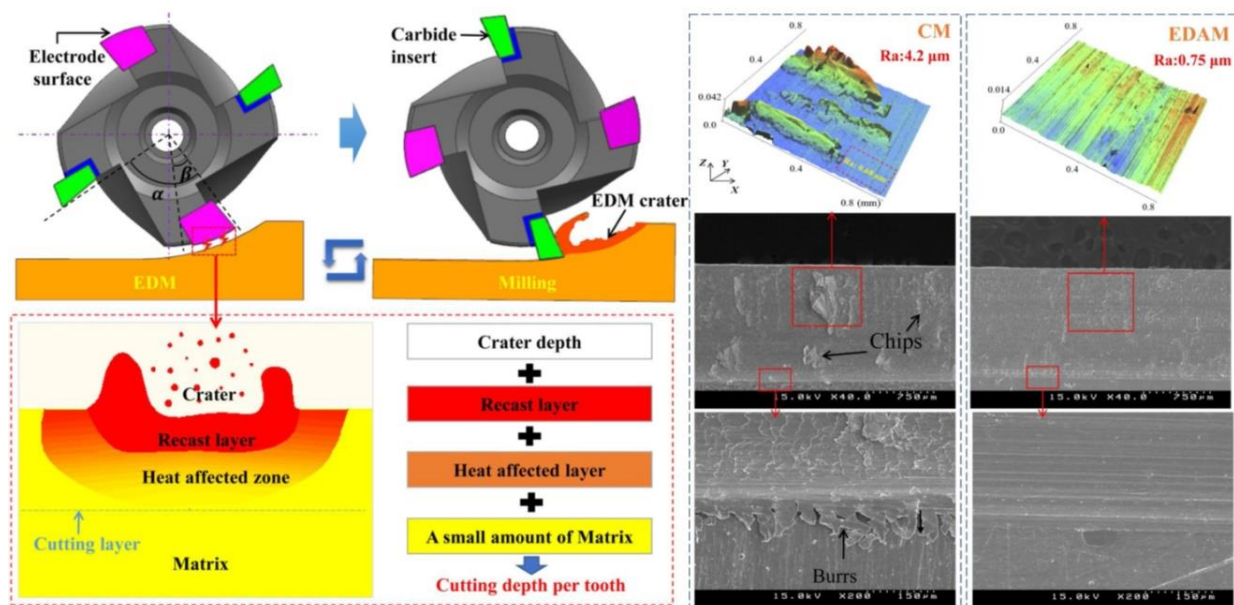 Electrode
surface
α
β
EDM
Carbide
insert
EDM crater
Milling
Crater
Recast layer
Heat affected zone
Cutting layer
Matrix
Crater depth
Recast layer
Heat affected layer
A small amount of Matrix
Cutting depth per tooth
CM
Ra:4.2 μm
0.8
0.4
0.042
0.0
0.4
0.8 (mm)
Z
Y
X
Chips
15.0kV X40.0 750μm
Burrs
15.0kV X200 150μm
EDAM
Ra:0.75 μm
0.8
0.4
0.014
0.0
0.4
0.8
15.0kV X40.0 750μm
15.0kV X200 150μm